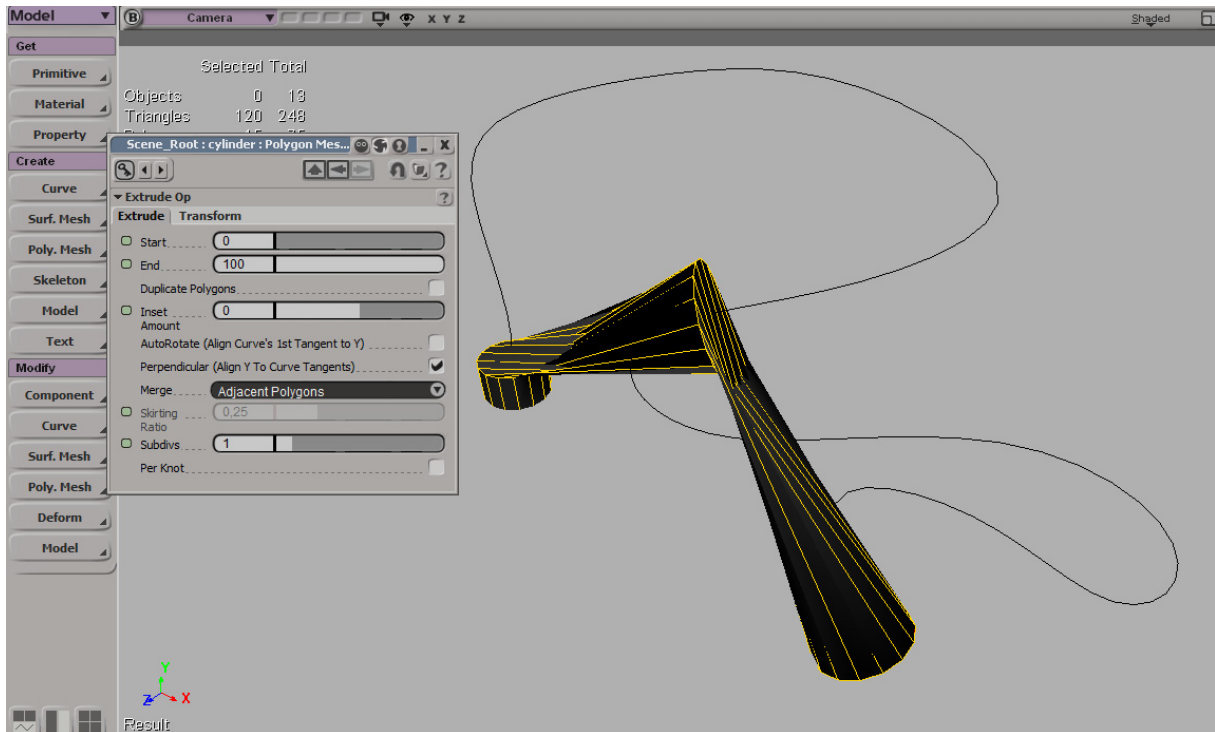 Model
Get
Primitive
Material
Property
Create
Curve
Surf. Mesh
Poly. Mesh
Skeleton
Model
Text
Modify
Component
Curve
Surf. Mesh
Poly. Mesh
Deform
Model
B Camera X Y Z Shaded
Selected Total
Objects 0 13
Triangles 120 248
Scene_Root : cylinder : Polygon Mes...
Extrude Op ?
Extrude Transform
Start 0
End 100
Duplicate Polygons
Inset 0
Amount
AutoRotate (Align Curve's 1st Tangent to Y)
Perpendicular (Align Y To Curve Tangents)
Merge Adjacent Polygons
Skirting 0,25
Ratio
Subdivs 1
Per Knot
Y
Z X
Result